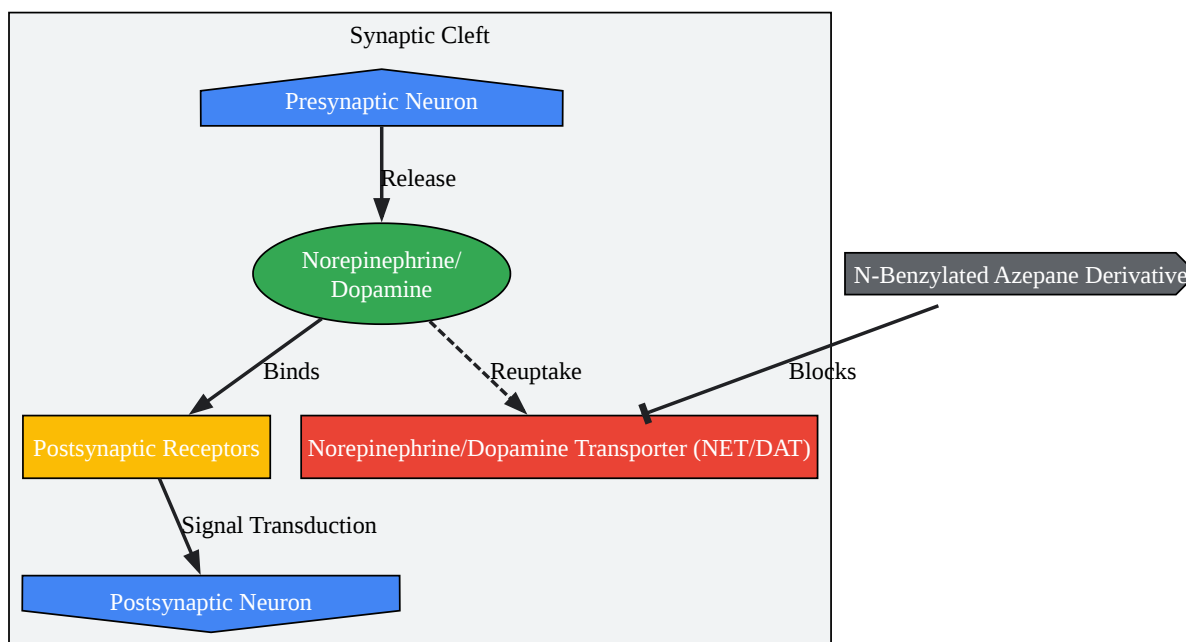 Synaptic Cleft
Presynaptic Neuron
Release
Norepinephrine/
Dopamine
N-Benzylated Azepane Derivative
Binds
Reuptake
Blocks
Postsynaptic Receptors
Norepinephrine/Dopamine Transporter (NET/DAT)
Signal Transduction
Postsynaptic Neuron